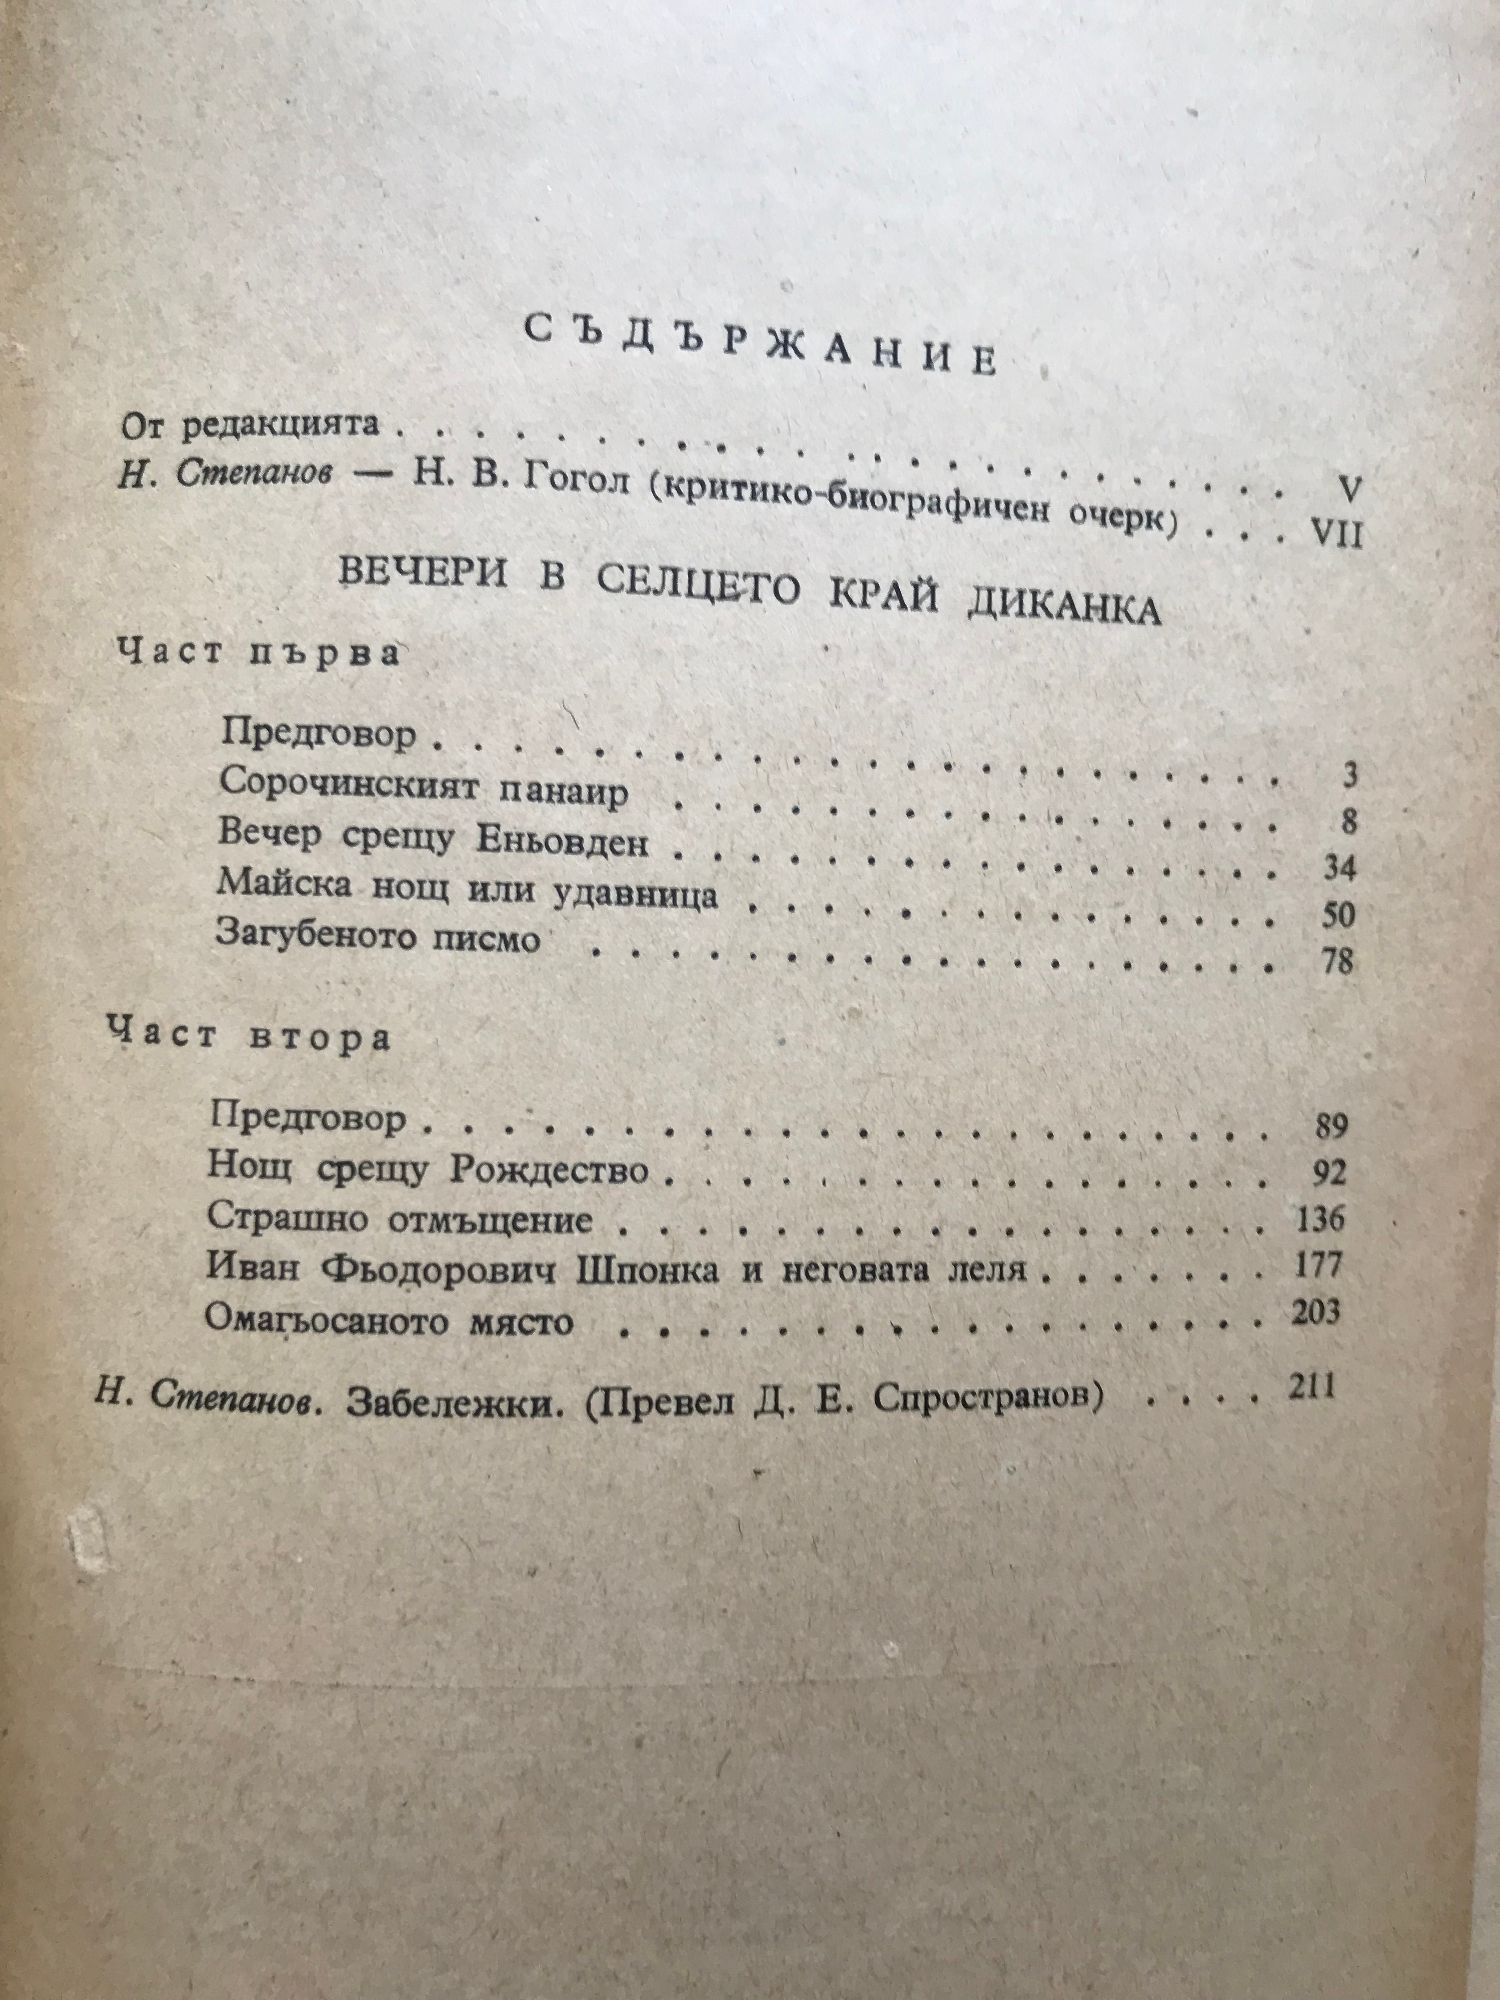 СЪДЪРЖАНИЕ
От редакцията . . . . . . . . . . . . . . . . . . . . . . . V
Н. Степанов — Н. В. Гогол (критико-биографичен очерк) . . . VII
ВЕЧЕРИ В СЕЛЦЕТО КРАЙ ДИКАНКА
Част първа
Предговор . . . . . . . . . . . . . . . . . . . . . . 3
Сорочинският панаир . . . . . . . . . . . . . . . . 8
Вечер срещу Еньовден . . . . . . . . . . . . . . . . 34
Майска нощ или удавница . . . . . . . . . . . . . . 50
Загубеното писмо . . . . . . . . . . . . . . . . . . 78
Част втора
Предговор . . . . . . . . . . . . . . . . . . . . . . 89
Нощ срещу Рождество . . . . . . . . . . . . . . . . 92
Страшно отмъщение . . . . . . . . . . . . . . . . . 136
Иван Фьодорович Шпонка и неговата леля . . . . . . . 177
Омагьосаното място . . . . . . . . . . . . . . . . . 203
Н. Степанов. Забележки. (Превел Д. Е. Спространов) . . . . 211